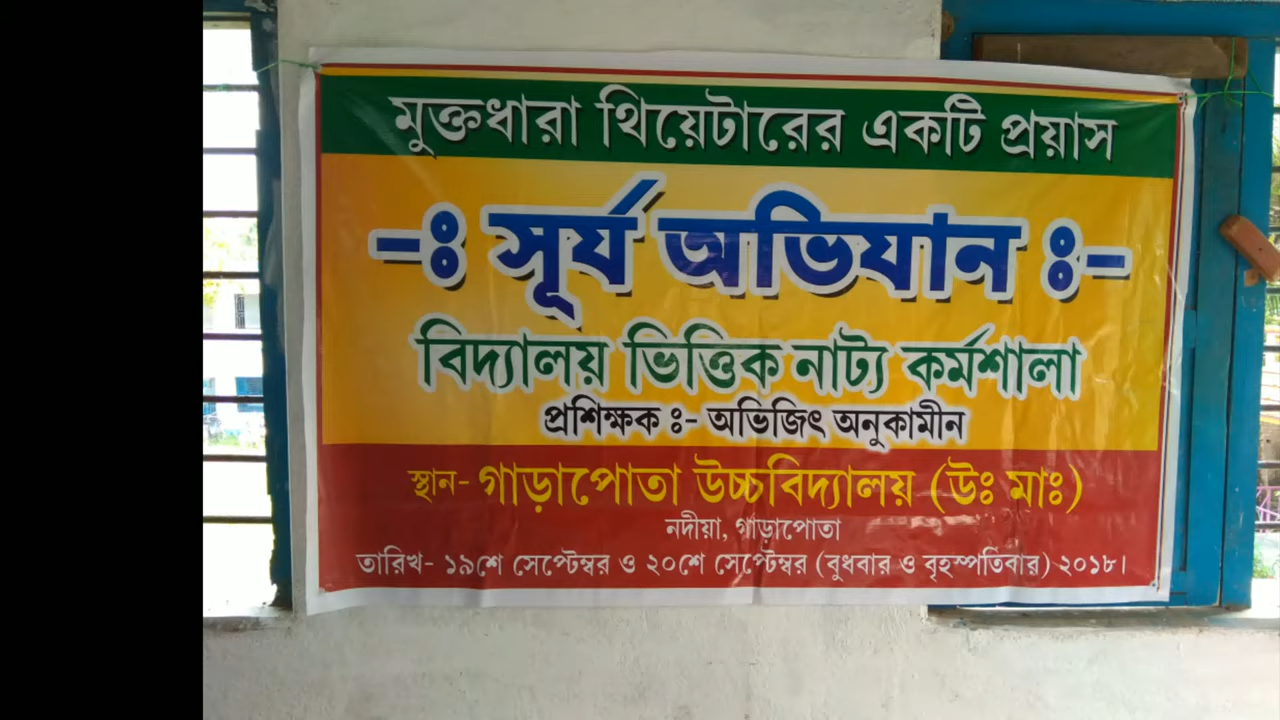 মুক্তধারা থিয়েটারের একটি প্রয়াস
-ঃ সূর্য অভিযান ঃ-
বিদ্যালয় ভিত্তিক নাট্য কর্মশালা
প্রশিক্ষক ঃ- অভিজিৎ অনুকামীন
স্থান- গাড়াপোতা উচ্চবিদ্যালয় (উঃ মাঃ)
নদীয়া, গাড়াপোতা
তারিখ- ১৯শে সেপ্টেম্বর ও ২০শে সেপ্টেম্বর (বুধবার ও বৃহস্পতিবার) ২০১৮।